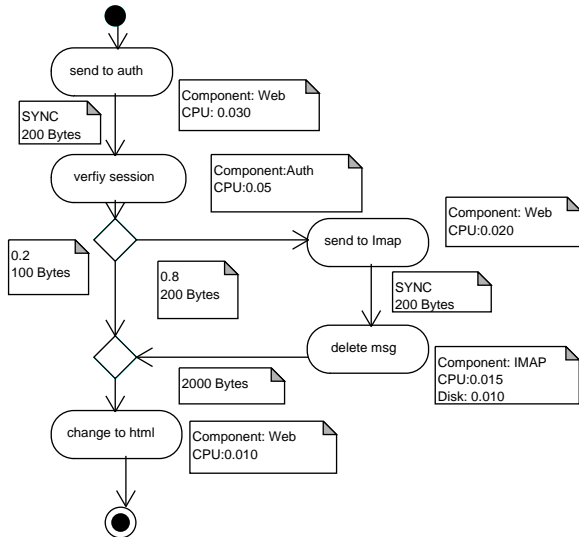 send to auth
Component: Web
CPU: 0.030
SYNC
200 Bytes
verfiy session
Component:Auth
CPU:0.05
Component: Web
CPU:0.020
send to Imap
0.2
100 Bytes
0.8
200 Bytes
SYNC
200 Bytes
delete msg
Component: IMAP
CPU:0.015
Disk: 0.010
2000 Bytes
change to html
Component: Web
CPU:0.010